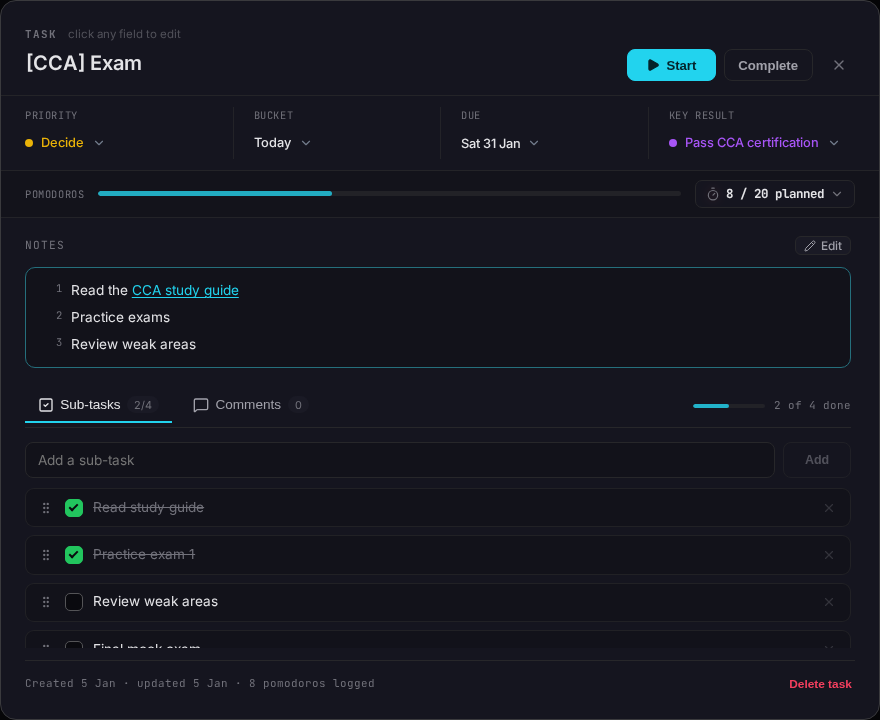 TASK click any field to edit
[CCA] Exam
Start
Complete
PRIORITY
BUCKET
DUE
KEY RESULT
Decide
Today
Sat 31 Jan
Pass CCA certification
POMODOROS
8 / 20 planned
NOTES
Edit
1 Read the CCA study guide
2 Practice exams
3 Review weak areas
Sub-tasks 2/4
Comments 0
2 of 4 done
Add a sub-task
Add
Read study guide
Practice exam 1
Review weak areas
Final mock exam
Created 5 Jan · updated 5 Jan · 8 pomodoros logged
Delete task